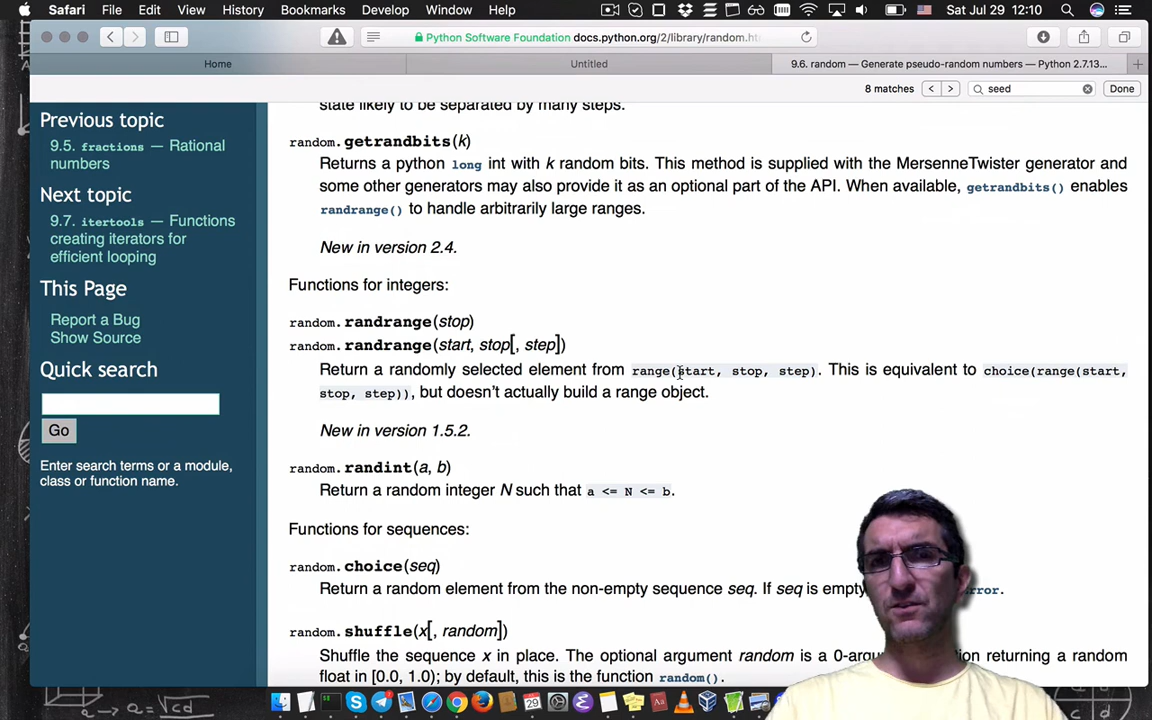 Safari File Edit View History Bookmarks Develop Window Help Sat Jul 29 12:10
Python Software Foundation docs.python.org/2/library/random.ht
Home Untitled 9.6. random — Generate pseudo-random numbers — Python 2.7.13...
8 matches seed Done
Previous topic
9.5. fractions — Rational
numbers
Next topic
9.7. itertools — Functions
creating iterators for
efficient looping
This Page
Report a Bug
Show Source
Go
Enter search terms or a module,
class or function name.
state likely to be separated by many steps.
random.getrandbits(k)
Returns a python long int with k random bits. This method is supplied with the MersenneTwister generator and
some other generators may also provide it as an optional part of the API. When available, getrandbits() enables
randrange() to handle arbitrarily large ranges.
New in version 2.4.
Functions for integers:
random.randrange(stop)
random.randrange(start, stop[, step])
Return a randomly selected element from range(start, stop, step). This is equivalent to choice(range(start,
stop, step)), but doesn't actually build a range object.
New in version 1.5.2.
random.randint(a, b)
Return a random integer N such that a <= N <= b.
Functions for sequences:
random.choice(seq)
Return a random element from the non-empty sequence seq. If seq is empty
random.shuffle(x[, random])
Shuffle the sequence x in place. The optional argument random is a 0-argu returning a random
float in [0.0, 1.0); by default, this is the function random().